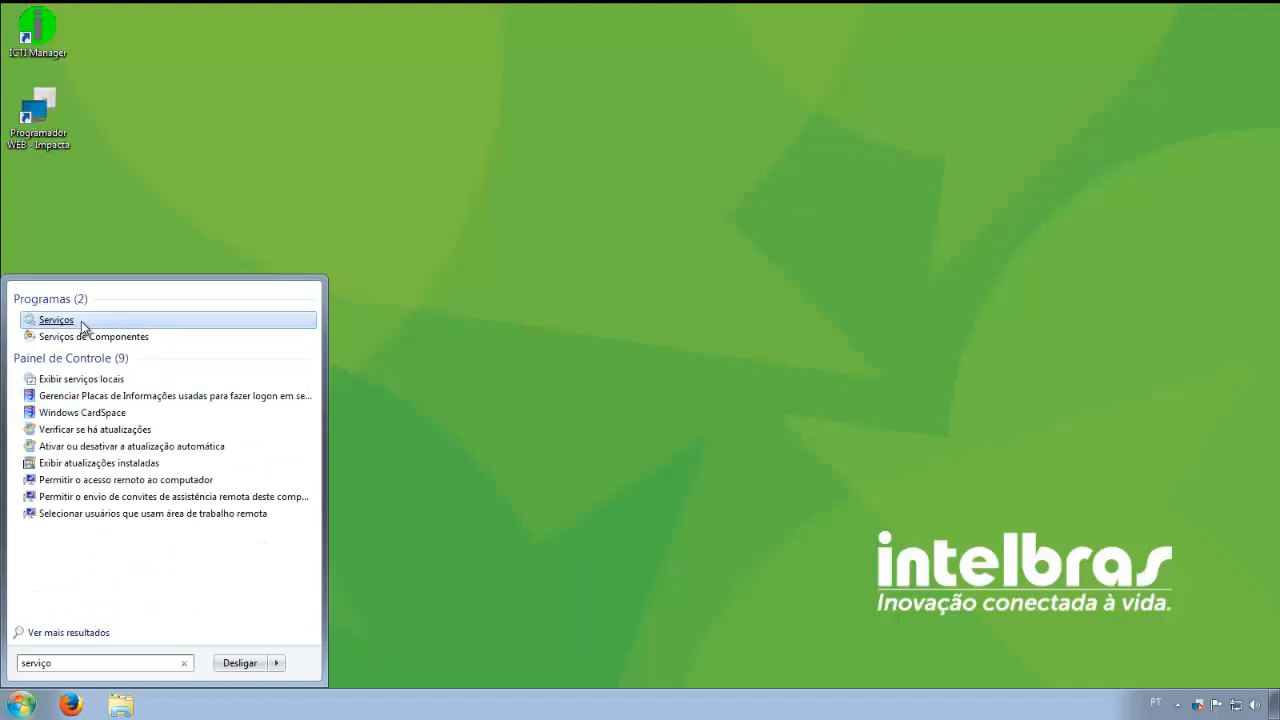 ICTI Manager
Programador
WEB - Impacta
Programas (2)
Serviços
Serviços de Componentes
Painel de Controle (9)
Exibir serviços locais
Gerenciar Placas de Informações usadas para fazer logon em se...
Windows CardSpace
Verificar se há atualizações
Ativar ou desativar a atualização automática
Exibir atualizações instaladas
Permitir o acesso remoto ao computador
Permitir o envio de convites de assistência remota deste comp...
Selecionar usuários que usam área de trabalho remota
Ver mais resultados
serviço
Desligar
intelbras
Inovação conectada à vida.
PT